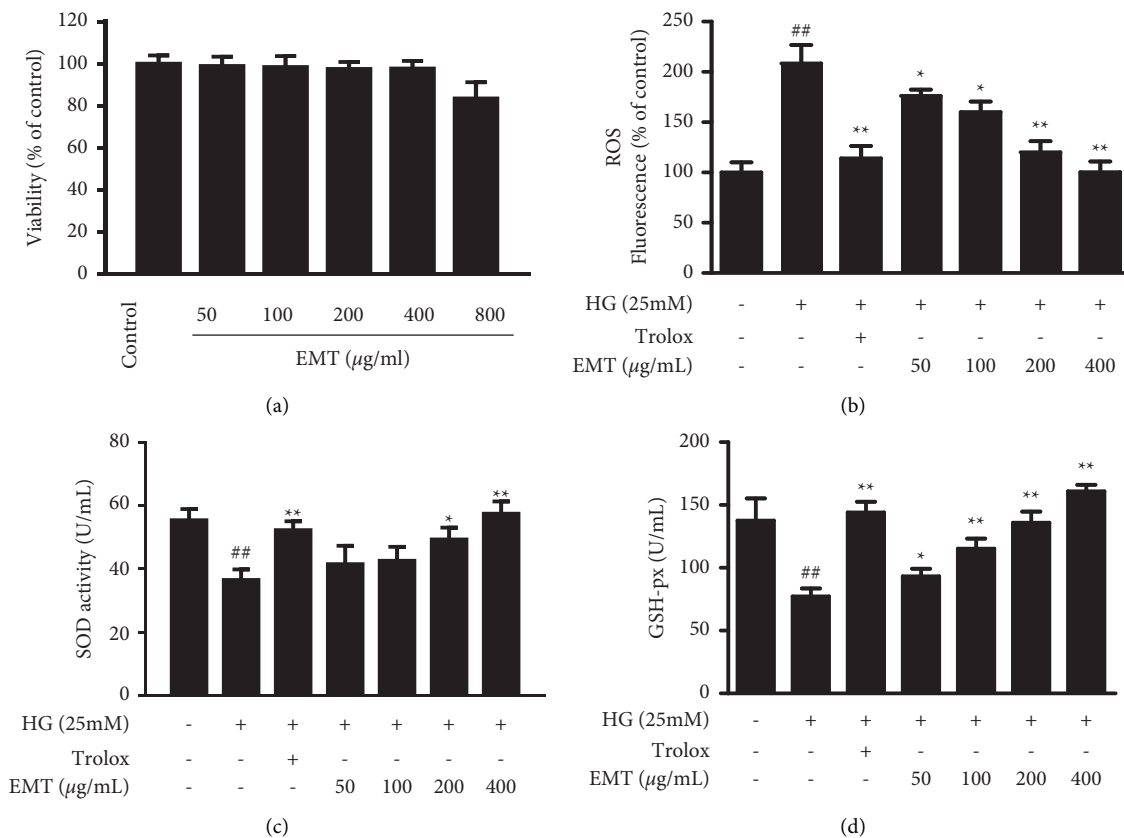 120
100
80
60
40
20
0
Viability (% of control)
Control
50 100 200 400 800
EMT (μg/ml)
(a)
250
200
150
100
50
0
ROS
Fluorescence (% of control)
## ** * * ** **
HG (25mM) - + + + + + +
Trolox - - + - - - -
EMT (μg/mL) - - - 50 100 200 400
(b)
80
60
40
20
0
SOD activity (U/mL)
## ** * **
HG (25mM) - + + + + + +
Trolox - - + - - - -
EMT (μg/mL) - - - 50 100 200 400
(c)
200
150
100
50
0
GSH-px (U/mL)
## ** * ** ** **
HG (25mM) - + + + + + +
Trolox - - + - - - -
EMT (μg/mL) - - - 50 100 200 400
(d)